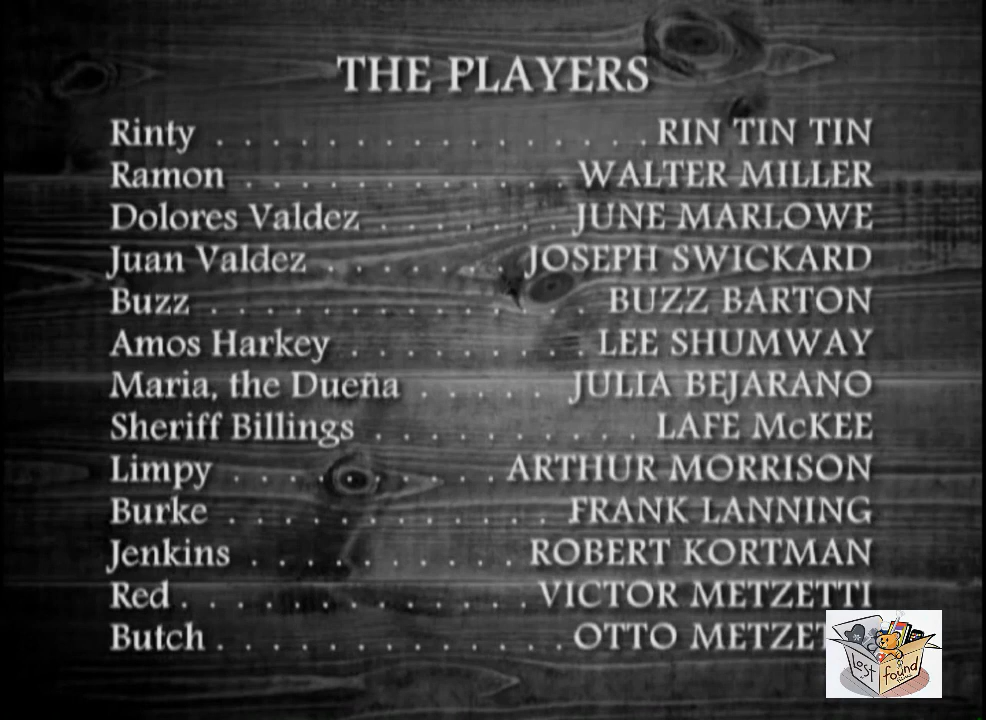 THE PLAYERS
Rinty . . . . . . . . . . . . . . . . RIN TIN TIN
Ramon . . . . . . . . . . . . WALTER MILLER
Dolores Valdez . . . . . . . JUNE MARLOWE
Juan Valdez . . . . . . . JOSEPH SWICKARD
Buzz . . . . . . . . . . . . . . BUZZ BARTON
Amos Harkey . . . . . . . . . LEE SHUMWAY
Maria, the Dueña . . . . . JULIA BEJARANO
Sheriff Billings . . . . . . . . . . LAFE McKEE
Limpy . . . . . . . . . . ARTHUR MORRISON
Burke . . . . . . . . . . . . FRANK LANNING
Jenkins . . . . . . . . . . ROBERT KORTMAN
Red . . . . . . . . . . . . . VICTOR METZETTI
Butch . . . . . . . . . . . . . OTTO
Lost
found